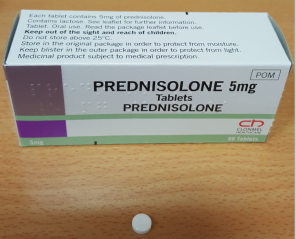 Each tablet contains 5mg of prednisolone.
Contains lactose. See leaflet for further information.
Tablet. Oral use. Read the package leaflet before use.
Keep out of the sight and reach of children.
Do not store above 25°C.
Store in the original package in order to protect from moisture.
Keep blister in the outer package in order to protect from light.
Medicinal product subject to medical prescription.
POM
PREDNISOLONE 5mg
Tablets
PREDNISOLONE
5mg
ch
CLONMEL
HEALTHCARE
Tablets